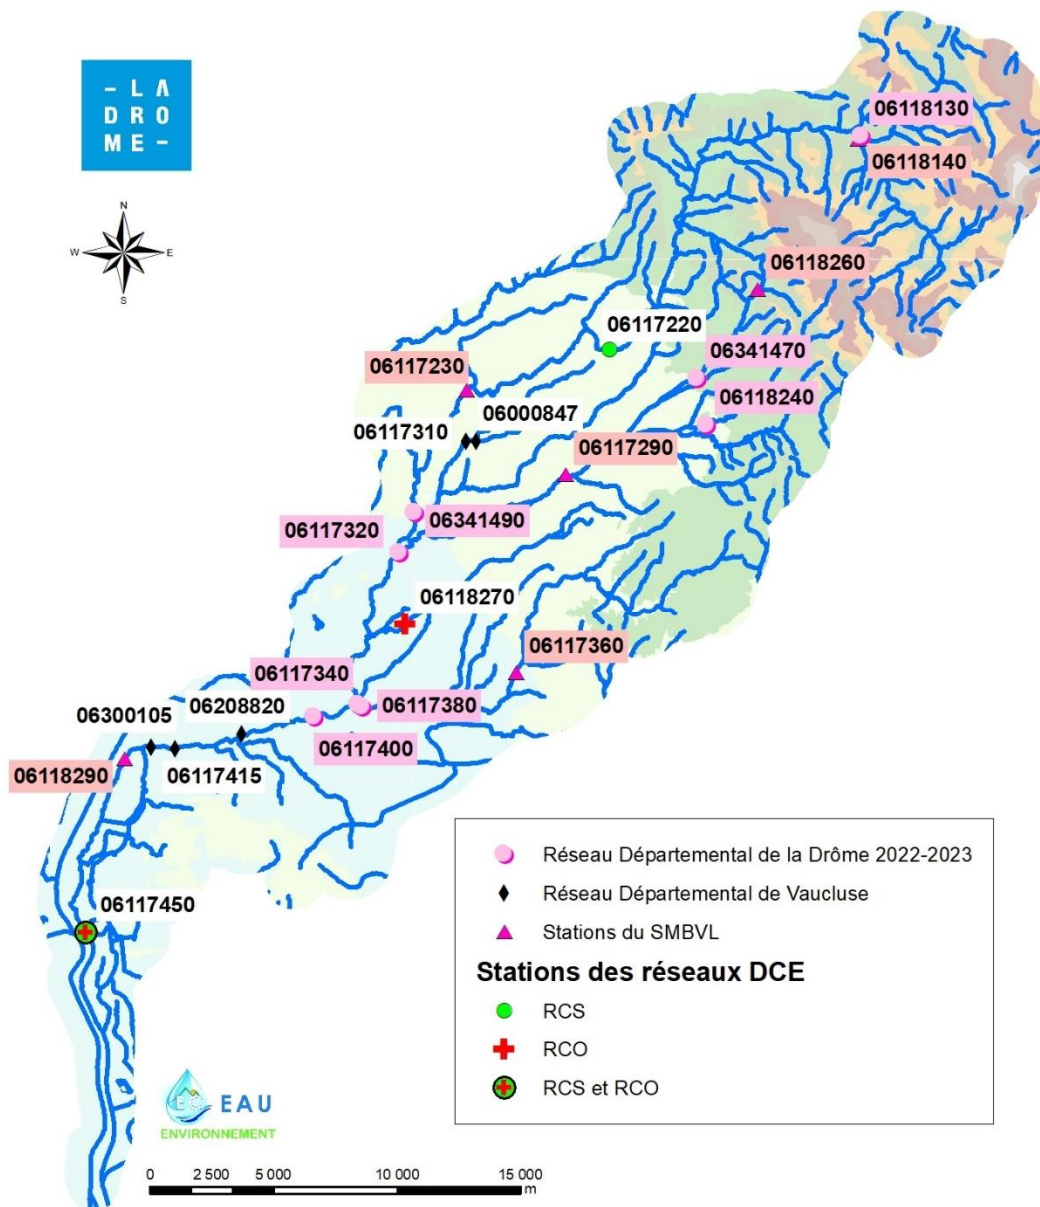 - LA
DRO
ME -
N
W
E
S
06118130
06118140
06118260
06117220
06341470
06117230
06118240
06000847
06117310
06117290
06341490
06117320
06118270
06117360
06117340
06208820
06117380
06300105
06117400
06118290
06117415
06117450
Réseau Départemental de la Drôme 2022-2023
Réseau Départemental de Vaucluse
Stations du SMBVL
Stations des réseaux DCE
RCS
RCO
RCS et RCO
EAU
ENVIRONNEMENT
0 2 500 5 000 10 000 15 000
m